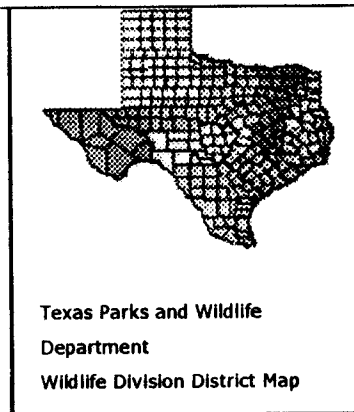 Texas Parks and Wildlife
Department
Wildlife Division District Map